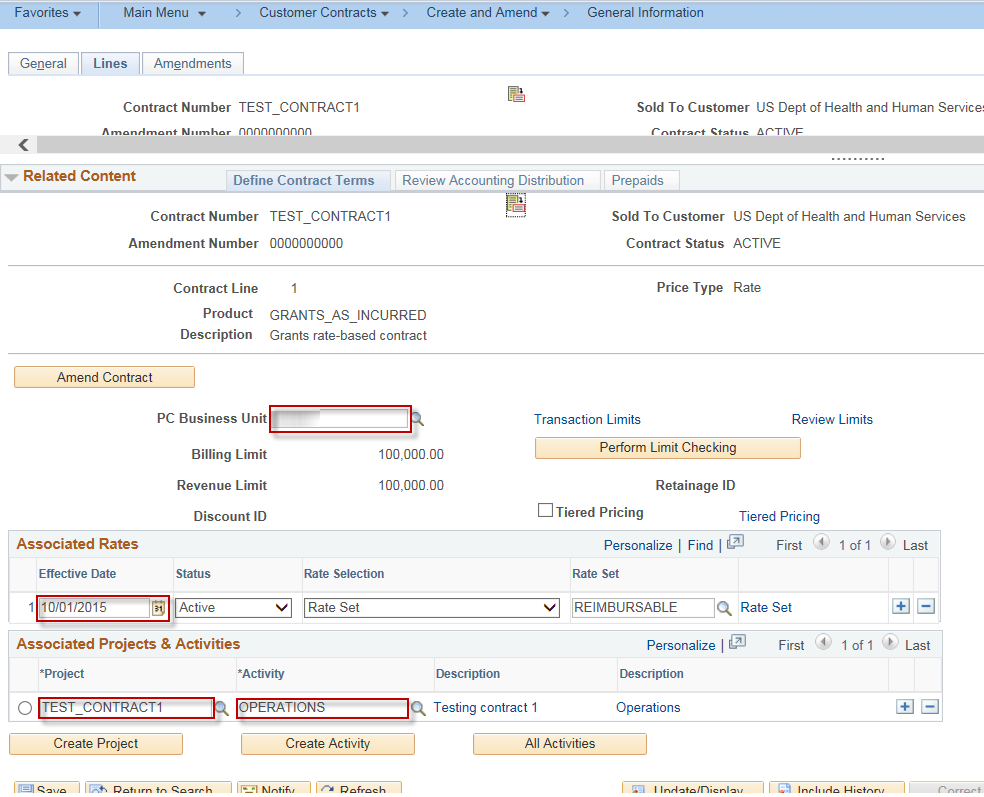 Favorites Main Menu > Customer Contracts > Create and Amend > General Information
General Lines Amendments
Contract Number TEST_CONTRACT1 Sold To Customer US Dept of Health and Human Services
Amendment Number 0000000000 Contract Status ACTIVE
Related Content Define Contract Terms Review Accounting Distribution Prepaids
Contract Number TEST_CONTRACT1 Sold To Customer US Dept of Health and Human Services
Amendment Number 0000000000 Contract Status ACTIVE
Contract Line 1 Price Type Rate
Product GRANTS_AS_INCURRED
Description Grants rate-based contract
Amend Contract
PC Business Unit Transaction Limits Review Limits
Billing Limit 100,000.00 Perform Limit Checking
Revenue Limit 100,000.00 Retainage ID
Discount ID Tiered Pricing Tiered Pricing
Associated Rates Personalize | Find | First 1 of 1 Last
Effective Date Status Rate Selection Rate Set
1 10/01/2015 31 Active Rate Set REIMBURSABLE Rate Set
Associated Projects & Activities Personalize | First 1 of 1 Last
*Project *Activity Description Description
TEST_CONTRACT1 OPERATIONS Testing contract 1 Operations
Create Project Create Activity All Activities
Save Return to Search Notify Refresh Update/Display Include History Correct